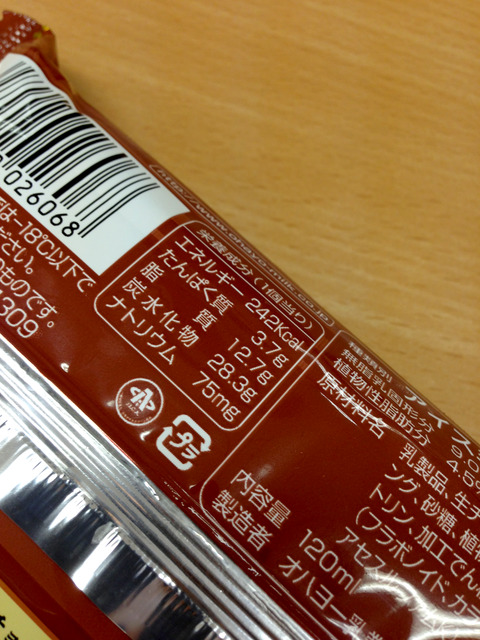 026068
は-18℃以下で
ださい。
ものです。
309
http://www.ohayo-milk.co.jp
栄養成分(1個当り)
エネルギー 242Kcal
たんぱく質 3.7g
脂質 12.7g
炭水化物 28.3g
ナトリウム 75mg
プラ
種類別 アイス
無脂乳固形分
植物性脂肪分
原材料名
乳製品、生チ
ング、砂糖、植物
トリン、加工でん
(フラボノイド、カラ
アセス
内容量 120ml
製造者 オハヨー乳